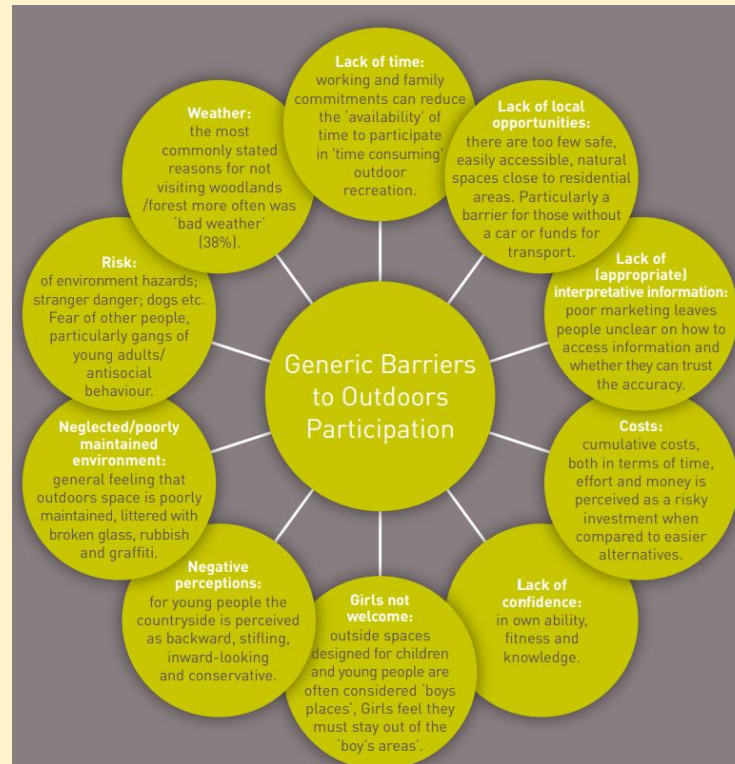 Lack of time:
working and family
commitments can reduce
the 'availability' of
time to participate
in 'time consuming'
outdoor
recreation.
Lack of local
opportunities:
there are too few safe,
easily accessible, natural
spaces close to residential
areas. Particularly a
barrier for those without
a car or funds for
transport.
Lack of
(appropriate)
interpretative information:
poor marketing leaves
people unclear on how to
access information and
whether they can trust
the accuracy.
Costs:
cumulative costs,
both in terms of time,
effort and money is
perceived as a risky
investment when
compared to easier
alternatives.
Lack of
confidence:
in own ability,
fitness and
knowledge.
Girls not
welcome:
outside spaces
designed for children
and young people are
often considered 'boys
places', Girls feel they
must stay out of the
'boy's areas'.
Negative
perceptions:
for young people the
countryside is perceived
as backward, stifling,
inward-looking
and conservative.
Neglected/poorly
maintained
environment:
general feeling that
outdoors space is poorly
maintained, littered with
broken glass, rubbish
and graffiti.
Risk:
of environment hazards;
stranger danger; dogs etc.
Fear of other people,
particularly gangs of
young adults/
antisocial
behaviour.
Weather:
the most
commonly stated
reasons for not
visiting woodlands
/forest more often was
'bad weather'
(38%).
Generic Barriers
to Outdoors
Participation